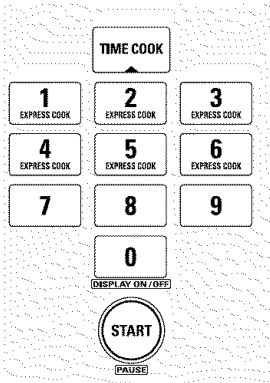 TIME COOK
1 2 3
EXPRESS COOK EXPRESS COOK EXPRESS COOK
4 5 6
EXPRESS COOK EXPRESS COOK EXPRESS COOK
7 8 9
0
DISPLAY ON/OFF
START
PAUSE